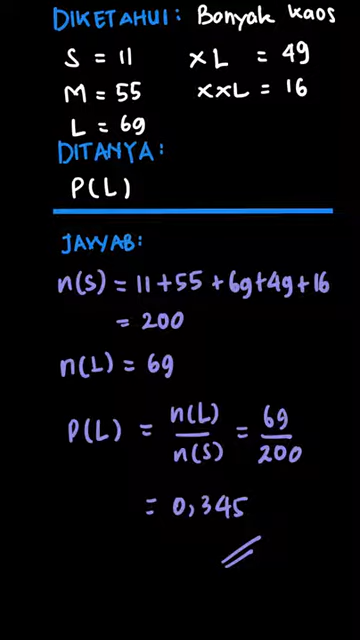 DIKETAHUI: Bonyak kaos
S = 11 XL = 49
M = 55 XXL = 16
L = 69
DITANYA:
P(L)
JAWAB:
n(S) = 11 + 55 + 69 + 49 + 16
= 200
n(L) = 69
P(L) = n(L)/n(S) = 69/200
= 0,345